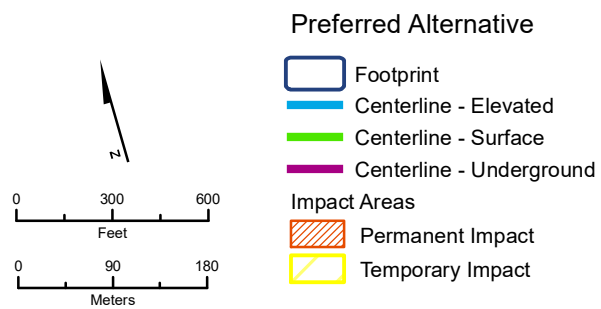 Preferred Alternative
Footprint
Centerline - Elevated
Centerline - Surface
Centerline - Underground
Impact Areas
Permanent Impact
Temporary Impact
N
0 300 600
Feet
0 90 180
Meters